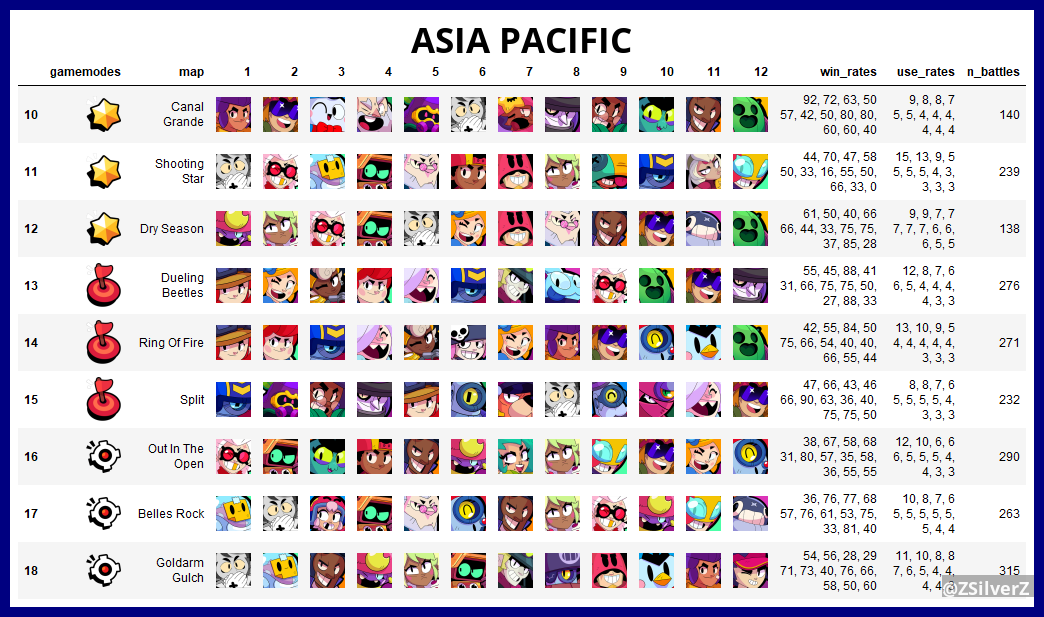 ASIA PACIFIC
gamemodes map 1 2 3 4 5 6 7 8 9 10 11 12 win_rates use_rates n_battles
10 Canal Grande 92, 72, 63, 50 9, 8, 8, 7 140
57, 42, 50, 80, 80, 5, 5, 4, 4, 4,
60, 60, 40 4, 4, 4
11 Shooting Star 44, 70, 47, 58 15, 13, 9, 5 239
50, 33, 16, 55, 50, 5, 5, 5, 4, 3,
66, 33, 0 3, 3, 3
12 Dry Season 61, 50, 40, 66 9, 9, 7, 7 138
66, 44, 33, 75, 75, 7, 7, 7, 6, 6,
37, 85, 28 6, 5, 5
13 Dueling Beetles 55, 45, 88, 41 12, 8, 7, 6 276
31, 66, 75, 75, 50, 6, 5, 4, 4, 4,
27, 88, 33 4, 3, 3
14 Ring Of Fire 42, 55, 84, 50 13, 10, 9, 5 271
75, 66, 54, 40, 40, 4, 4, 4, 4, 4,
66, 55, 44 3, 3, 3
15 Split 47, 66, 43, 46 8, 8, 7, 6 232
66, 90, 63, 36, 40, 5, 5, 5, 5, 4,
75, 75, 50 3, 3, 3
16 Out In The Open 38, 67, 58, 68 12, 10, 6, 6 290
31, 80, 57, 35, 58, 6, 5, 5, 5, 4,
36, 55, 55 4, 3, 3
17 Belles Rock 36, 76, 77, 68 10, 8, 7, 6 263
57, 76, 61, 53, 75, 5, 5, 5, 5, 5,
33, 81, 40 5, 4, 4
18 Goldarm Gulch 54, 56, 28, 29 11, 10, 8, 8 315
71, 73, 40, 76, 66, 7, 6, 5, 4, 4,
58, 50, 60 4, 4,
@ZSilverZ